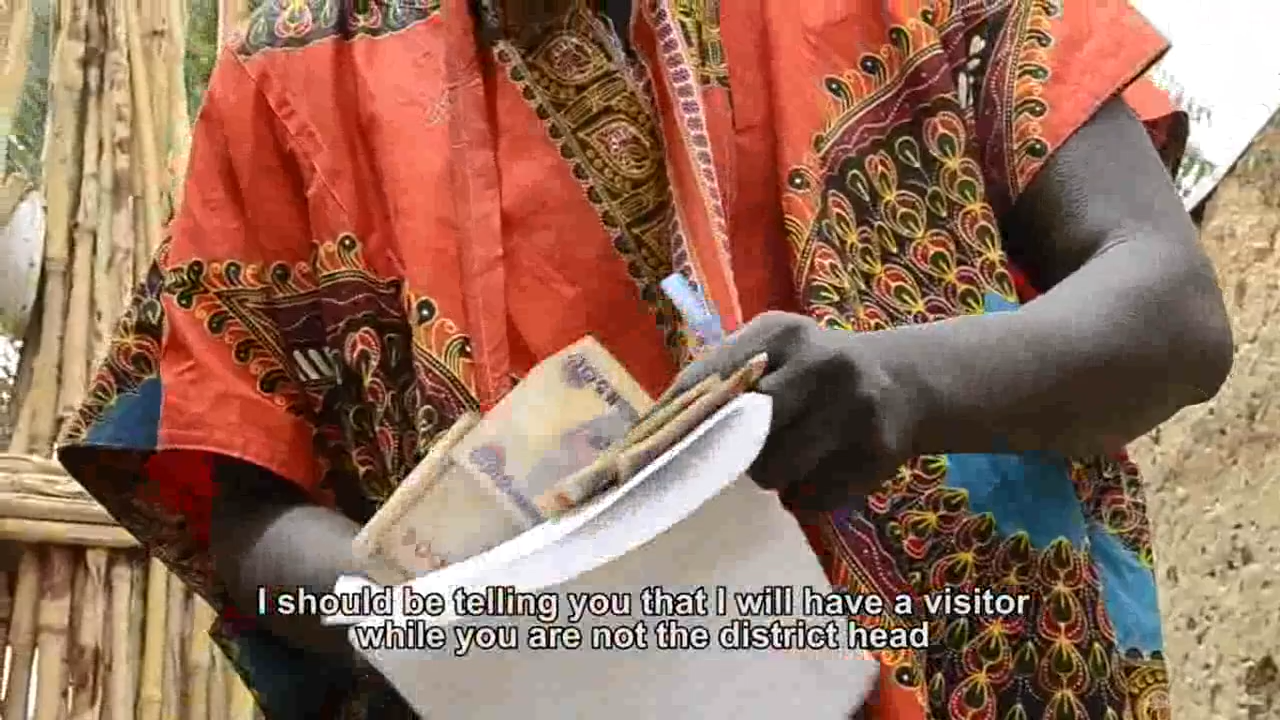 I should be telling you that I will have a visitor
while you are not the district head